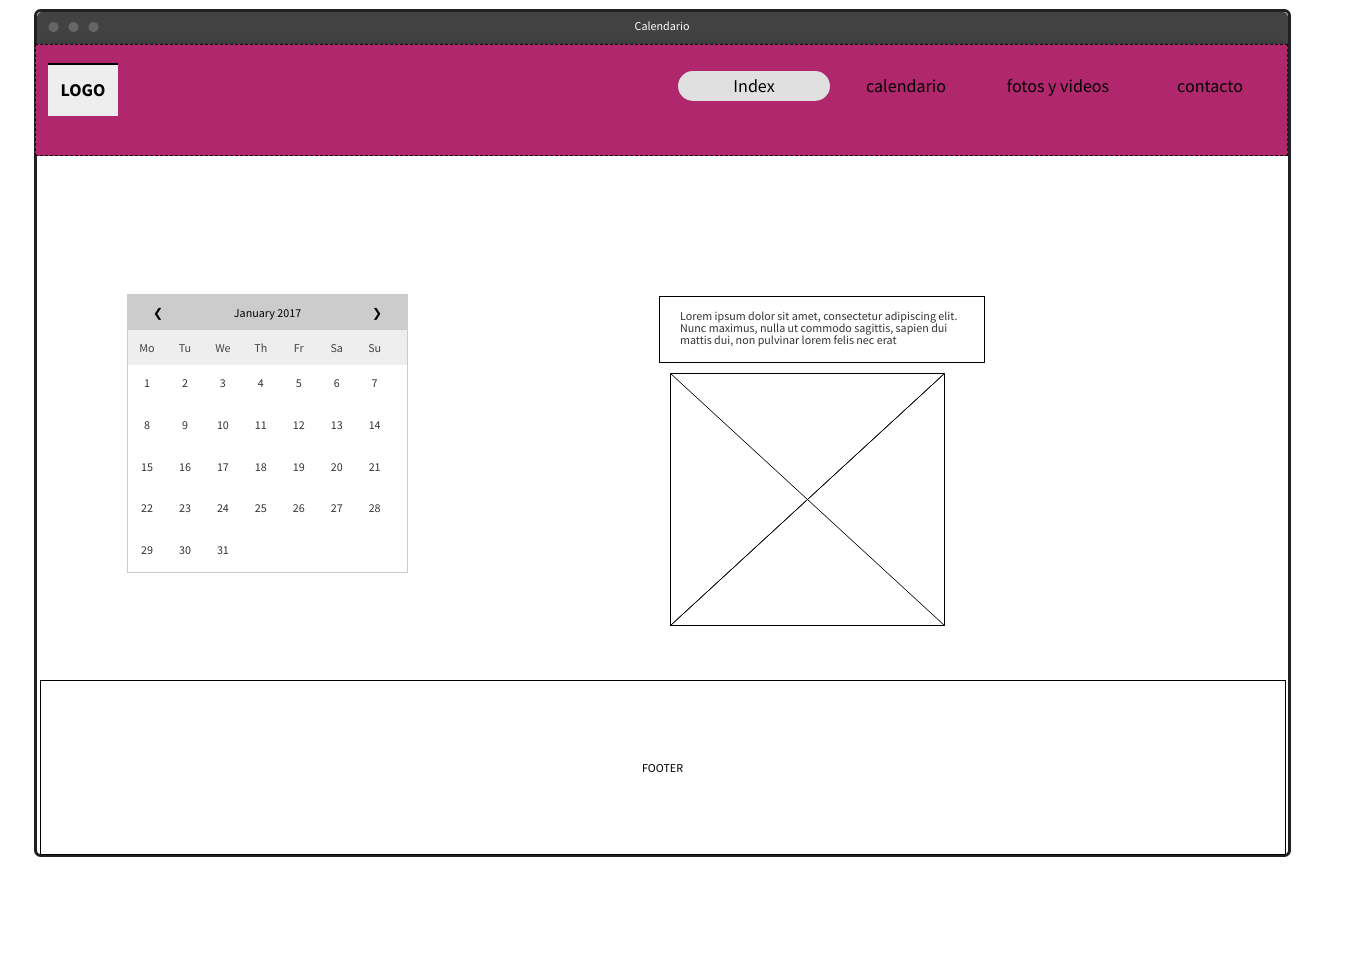 Calendario
LOGO
Index calendario fotos y videos contacto
❮ January 2017 ❯
Mo Tu We Th Fr Sa Su
1 2 3 4 5 6 7
8 9 10 11 12 13 14
15 16 17 18 19 20 21
22 23 24 25 26 27 28
29 30 31
Lorem ipsum dolor sit amet, consectetur adipiscing elit.
Nunc maximus, nulla ut commodo sagittis, sapien dui
mattis dui, non pulvinar lorem felis nec erat
FOOTER